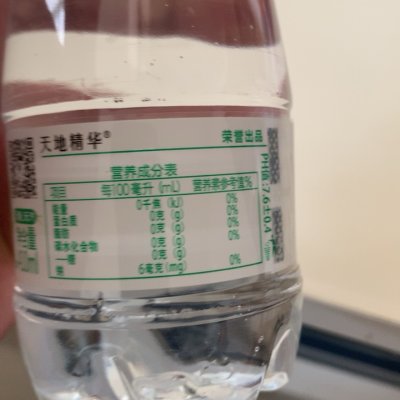 天地精华®
荣誉出品
营养成分表
项目 每100毫升 (mL) 营养素参考值%
能量 0千焦 (kJ) 0%
蛋白质 0克 (g) 0%
脂肪 0克 (g) 0%
碳水化合物 0克 (g) 0%
—糖 0克 (g)
钠 6毫克 (mg) 0%
PH值:7.6±0.4